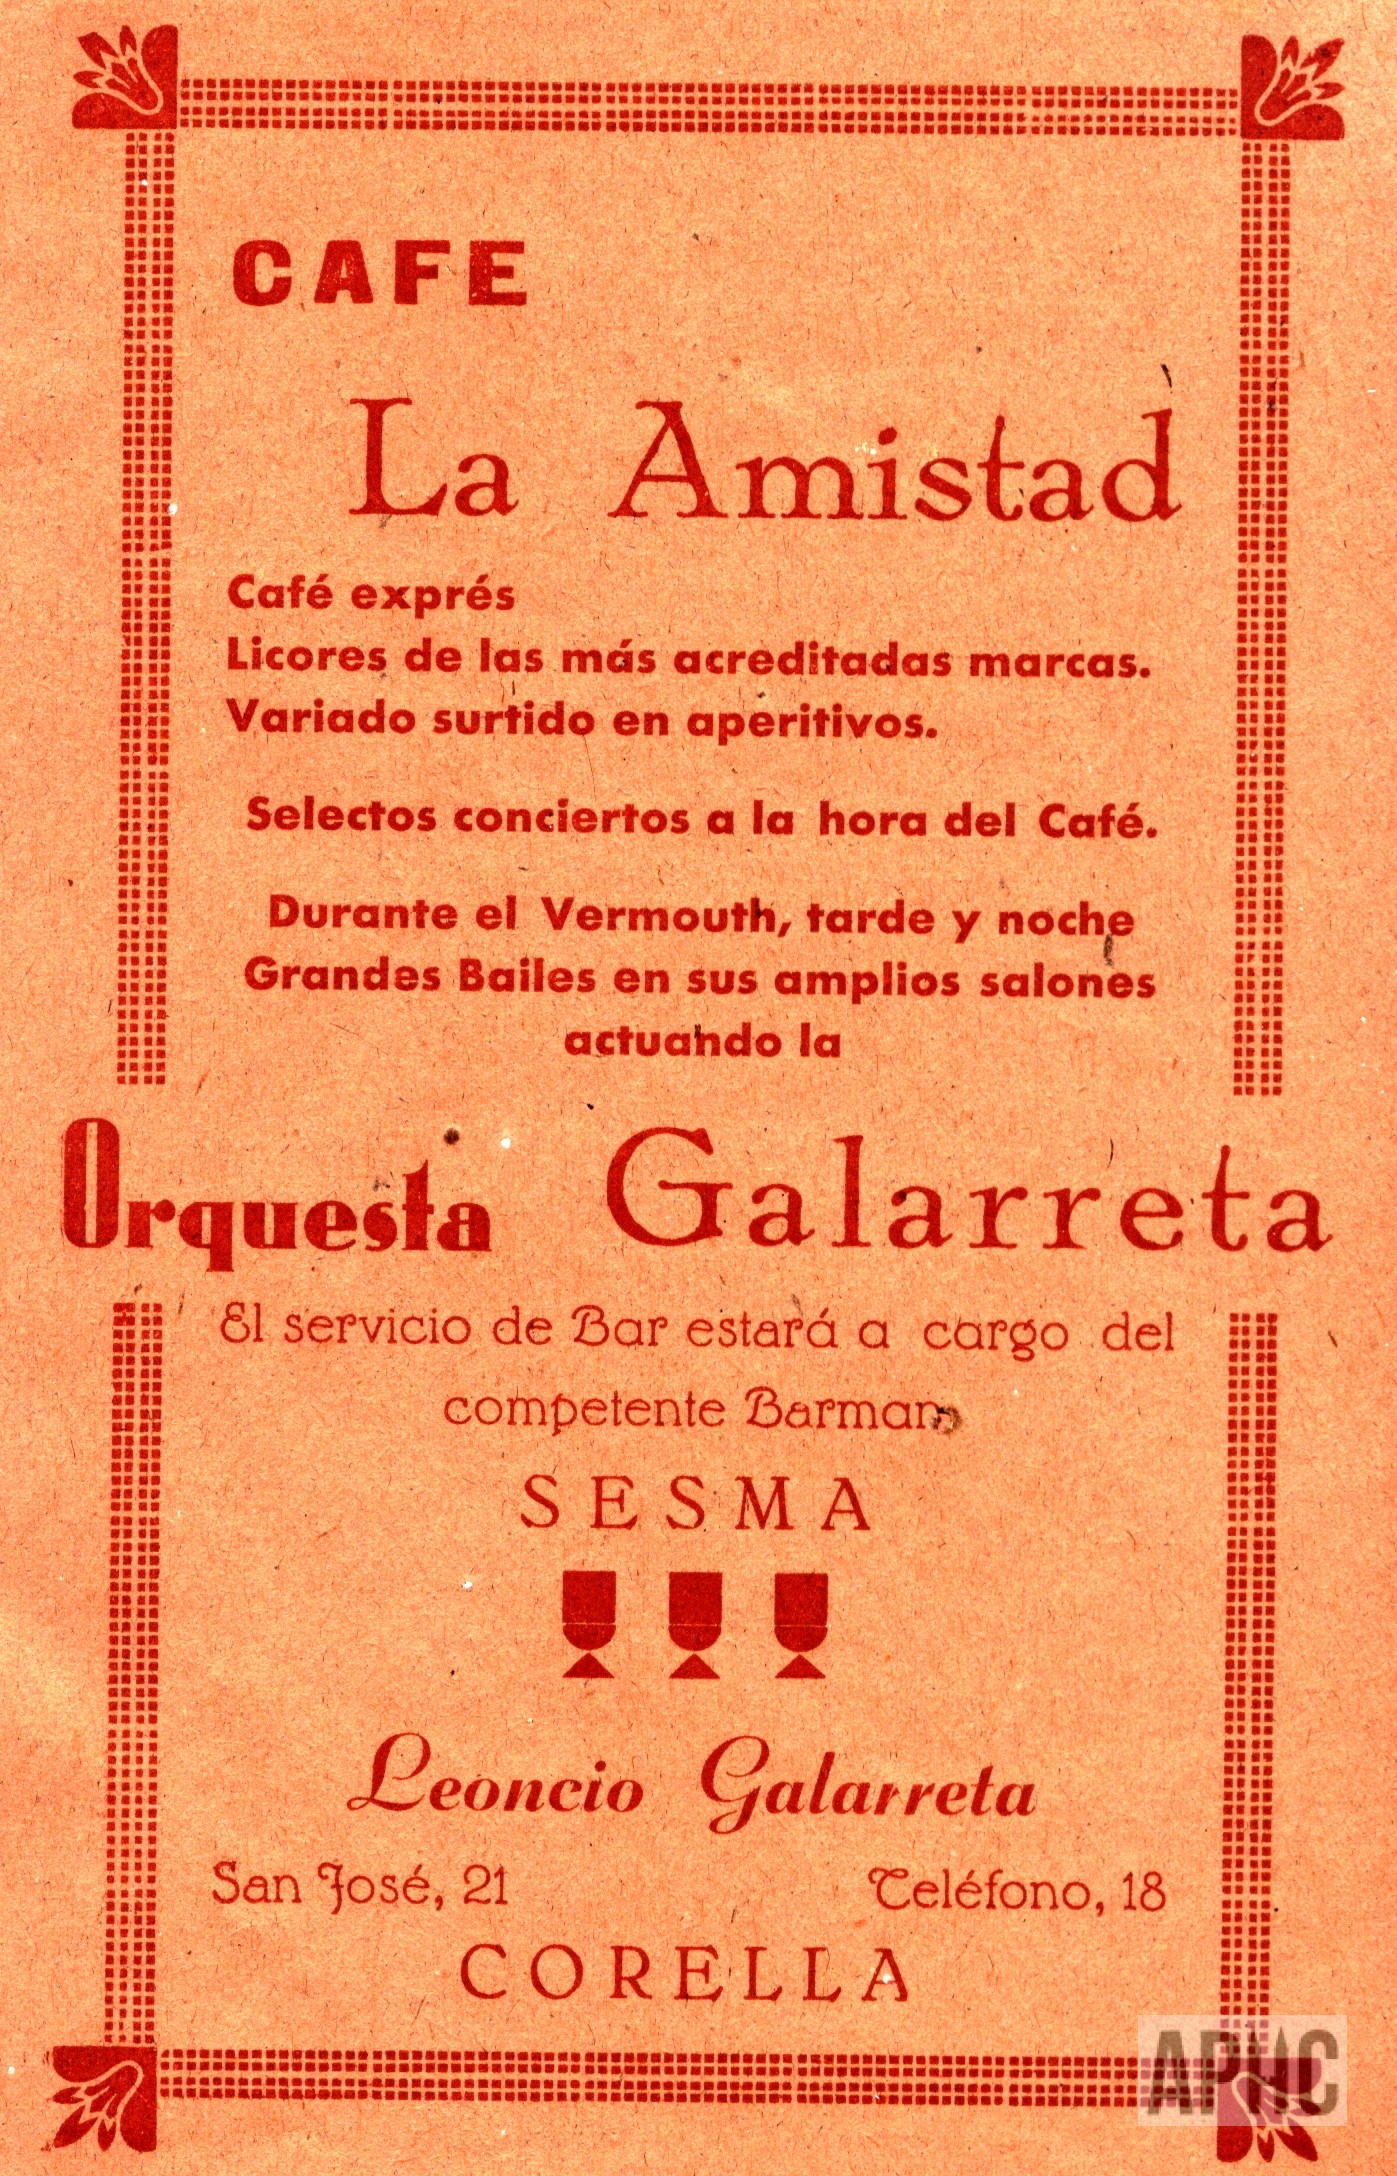 CAFE
La Amistad
Café exprés
Licores de las más acreditadas marcas.
Variado surtido en aperitivos.
Selectos conciertos a la hora del Café.
Durante el Vermouth, tarde y noche
Grandes Bailes en sus amplios salones
actuando la
Orquesta Galarreta
El servicio de Bar estará a cargo del
competente Barman
SESMA
Leoncio Galarreta
San José, 21 Teléfono, 18
CORELLA
APHC